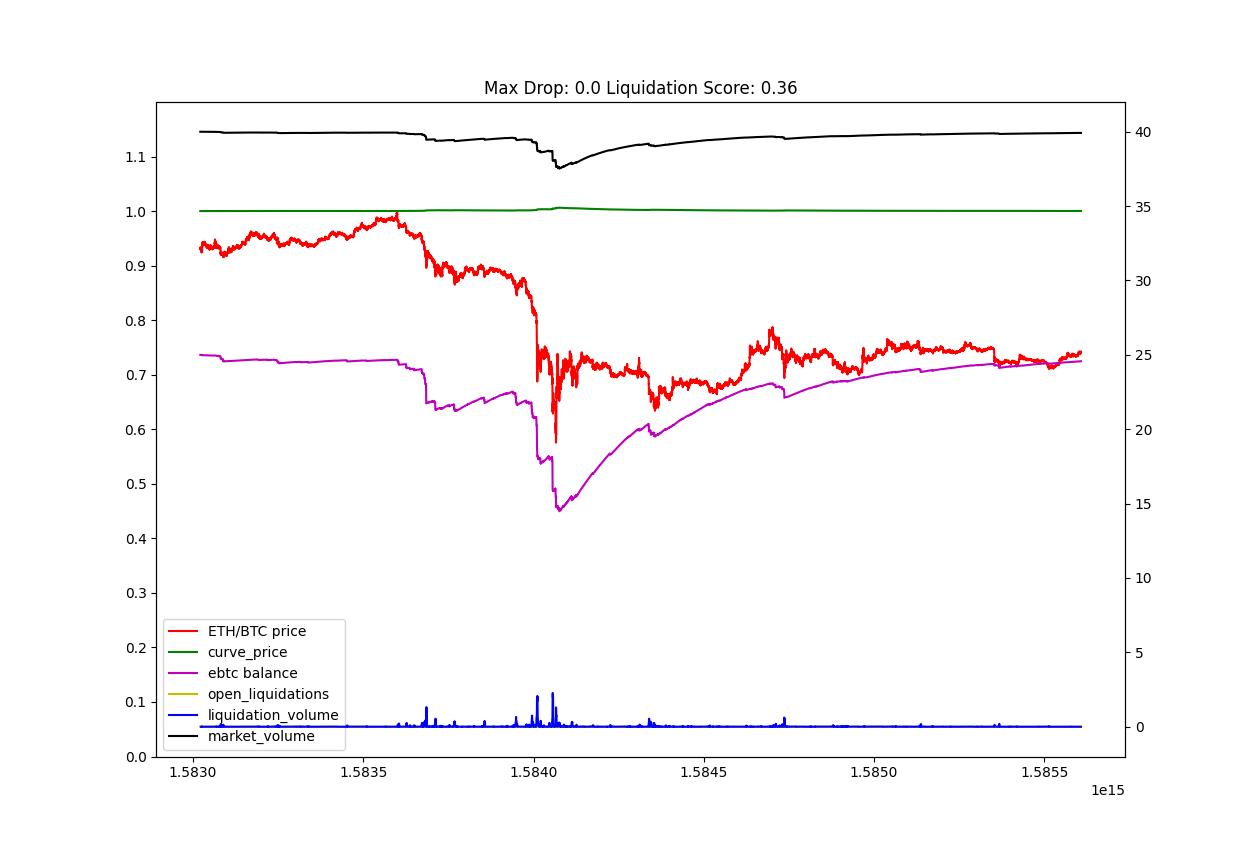 Max Drop: 0.0 Liquidation Score: 0.36
1.1
1.0
0.9
0.8
0.7
0.6
0.5
0.4
0.3
0.2
0.1
0.0
40
35
30
25
20
15
10
5
0
ETH/BTC price
curve_price
ebtc balance
open_liquidations
liquidation_volume
market_volume
1.5830 1.5835 1.5840 1.5845 1.5850 1.5855
1e15